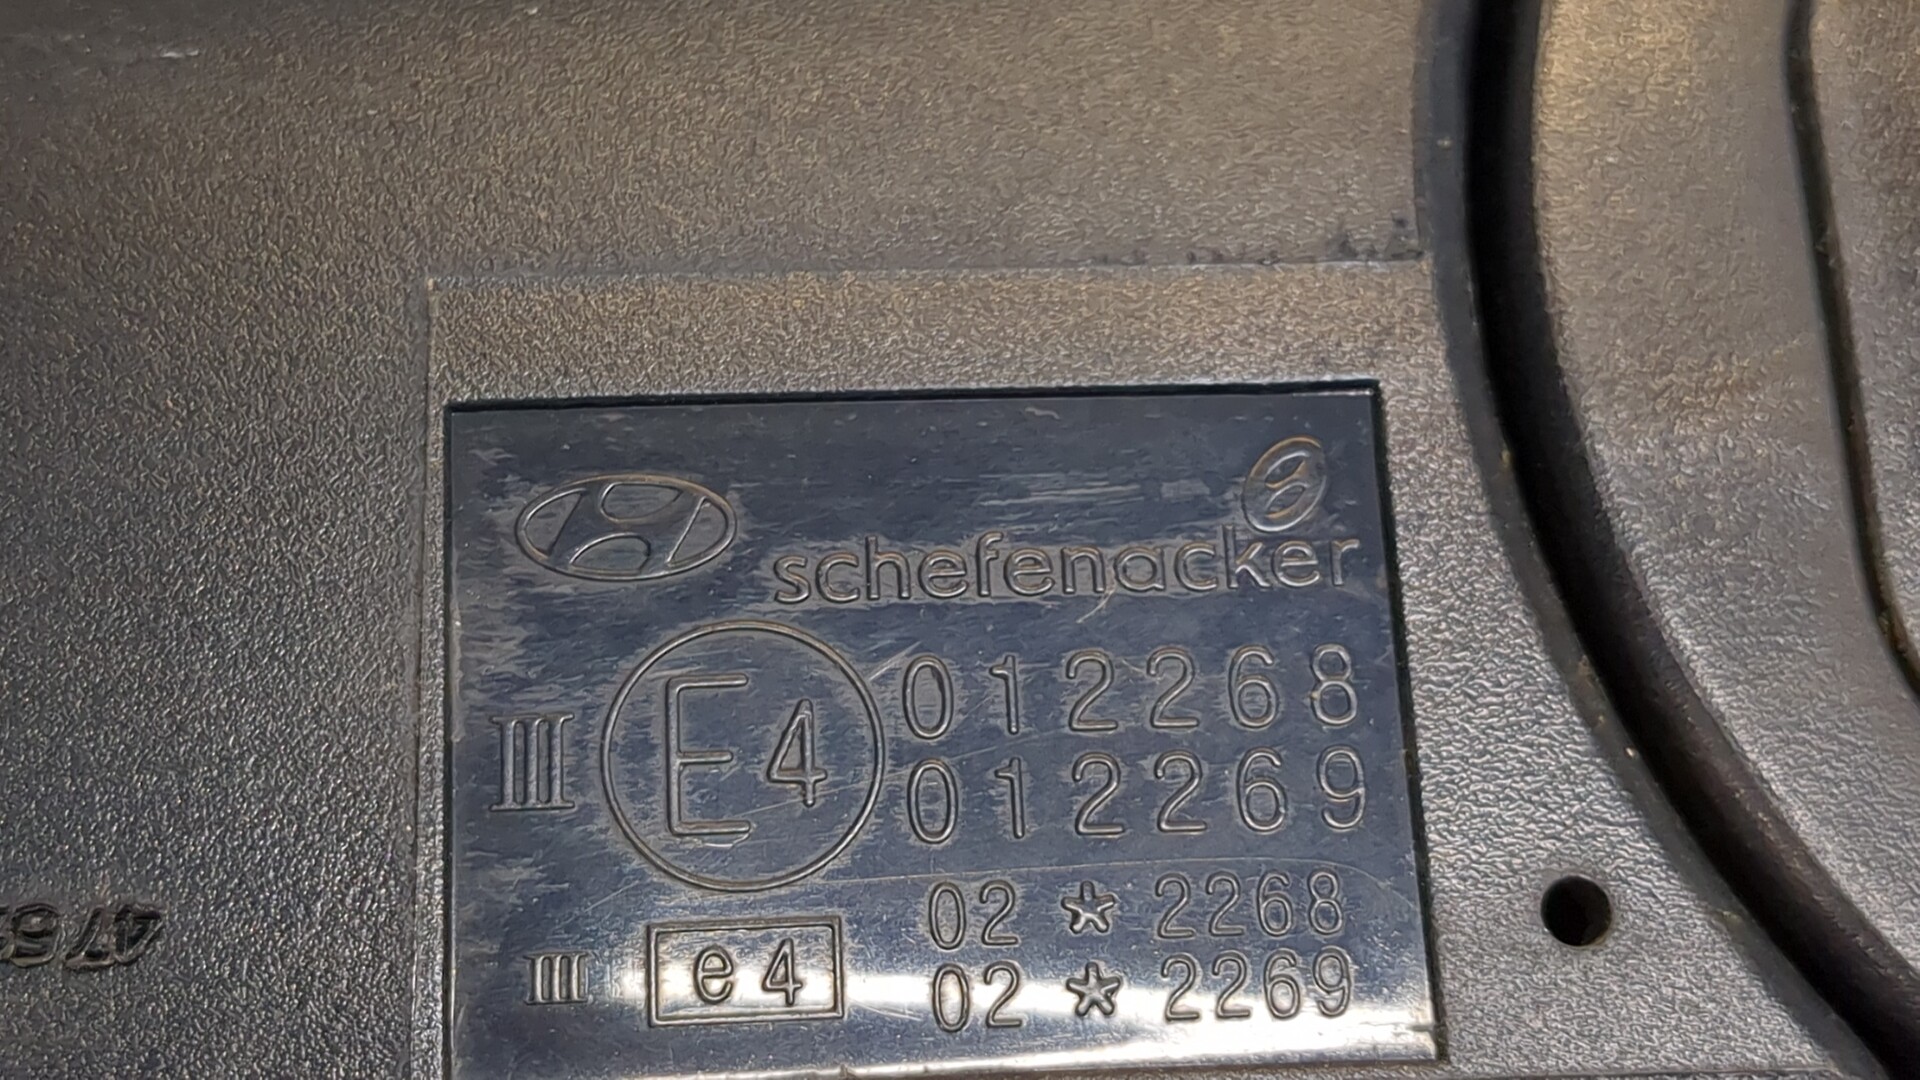 schefenacker
III E4 012268
012269
02 * 2268
III e4 02 * 2269